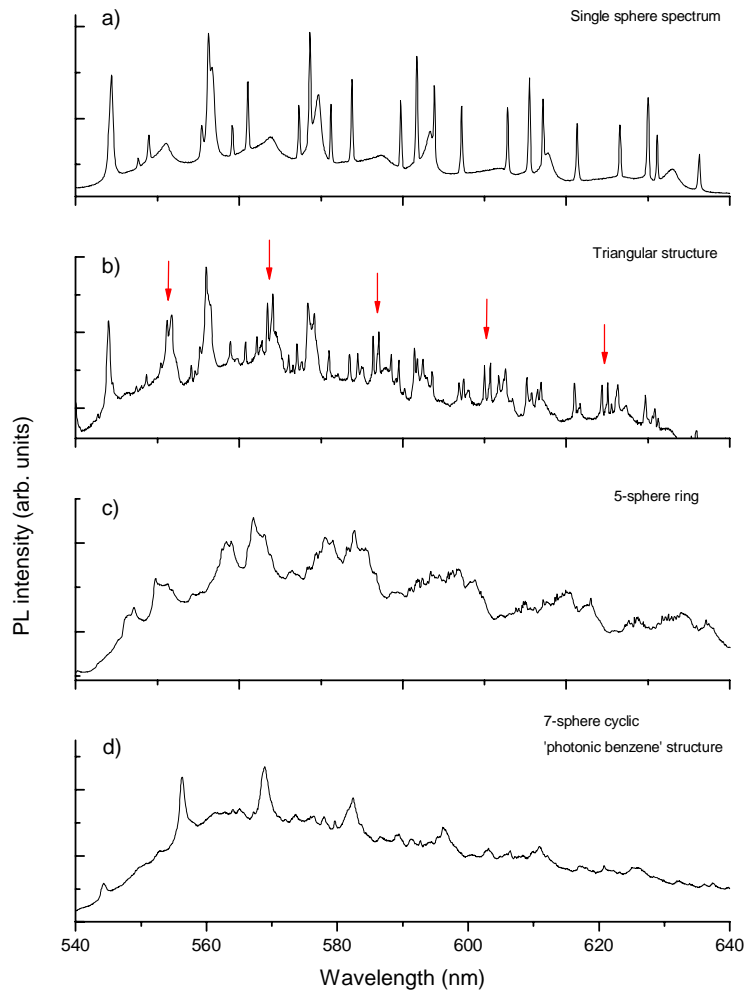 a)
Single sphere spectrum
b)
Triangular structure
c)
5-sphere ring
d)
7-sphere cyclic
'photonic benzene' structure
PL intensity (arb. units)
540 560 580 600 620 640
Wavelength (nm)